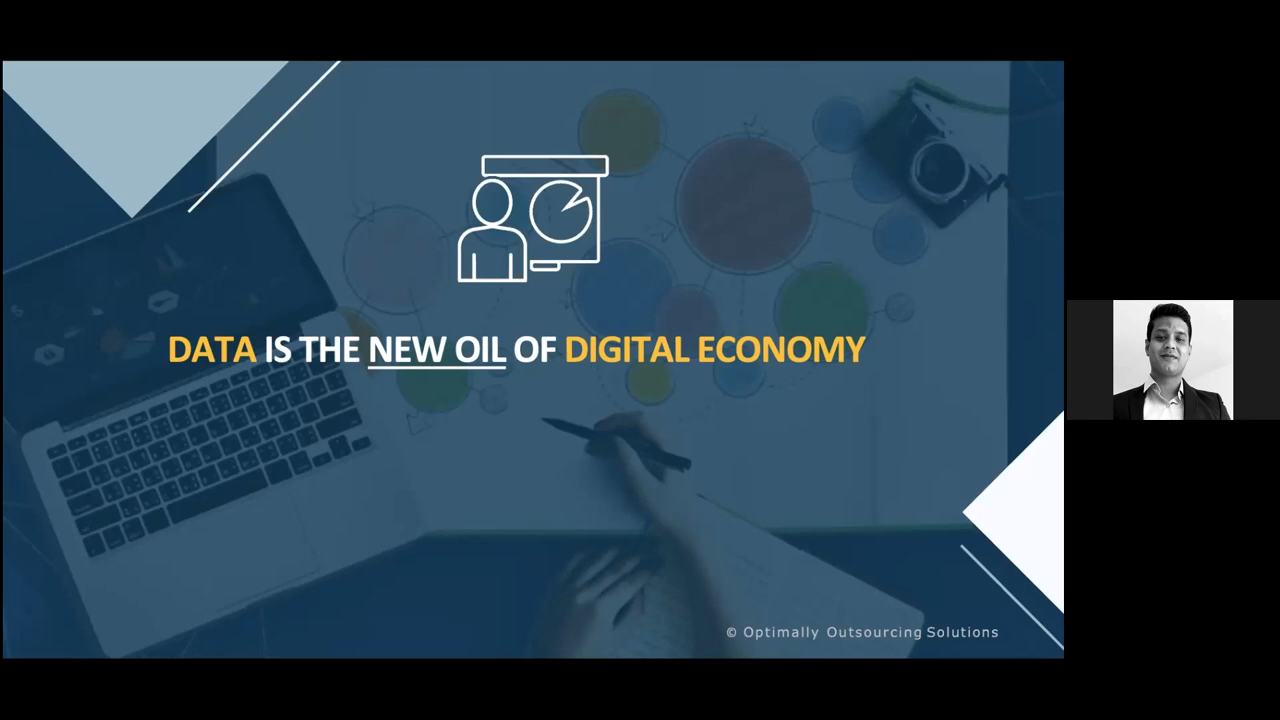 DATA IS THE NEW OIL OF DIGITAL ECONOMY
© Optimally Outsourcing Solutions